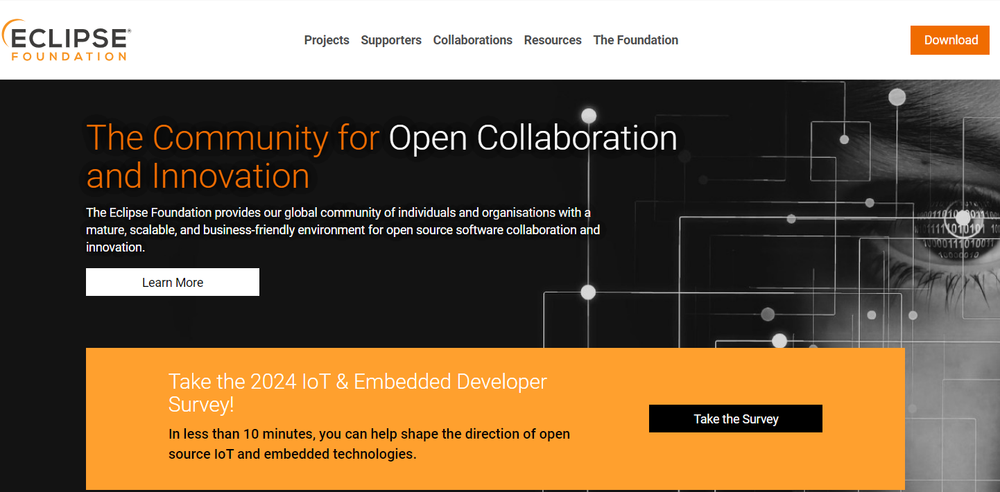 ECLIPSE®
FOUNDATION
Projects Supporters Collaborations Resources The Foundation
Download
The Community for Open Collaboration
and Innovation
The Eclipse Foundation provides our global community of individuals and organisations with a
mature, scalable, and business-friendly environment for open source software collaboration and
innovation.
Learn More
Take the 2024 IoT & Embedded Developer
Survey!
In less than 10 minutes, you can help shape the direction of open
source IoT and embedded technologies.
Take the Survey